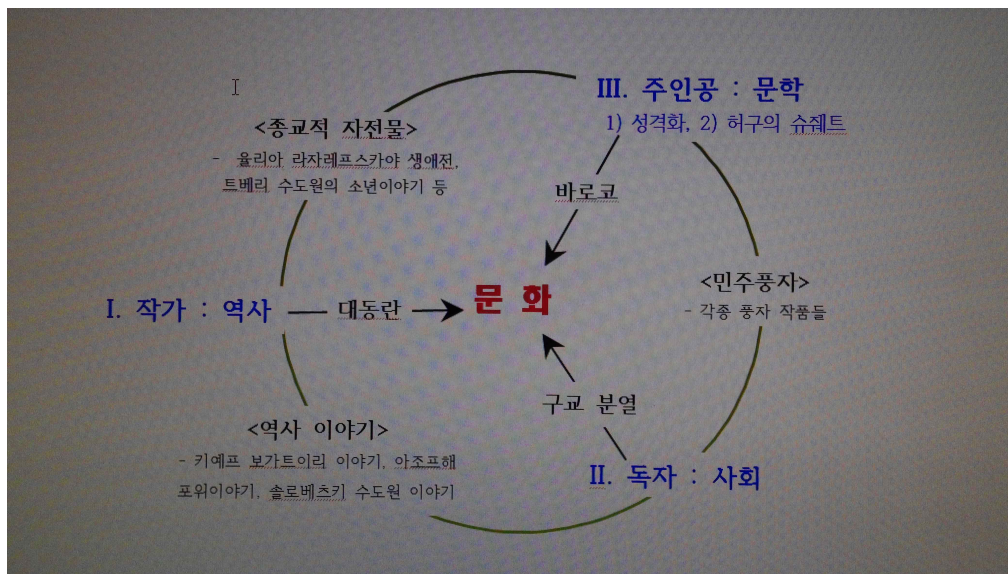 III. 주인공 : 문학
1) 성격화, 2) 허구의 슈줴트
<종교적 자전물>
- 율리아 라자레프스카야 생애전,
트베리 수도원의 소년이야기 등
바로코
<민주풍자>
- 각종 풍자 작품들
I. 작가 : 역사
대동란
문 화
구교 분열
<역사 이야기>
- 키예프 보가트이리 이야기, 아조프해
포위이야기, 솔로베츠키 수도원 이야기
II. 독자 : 사회